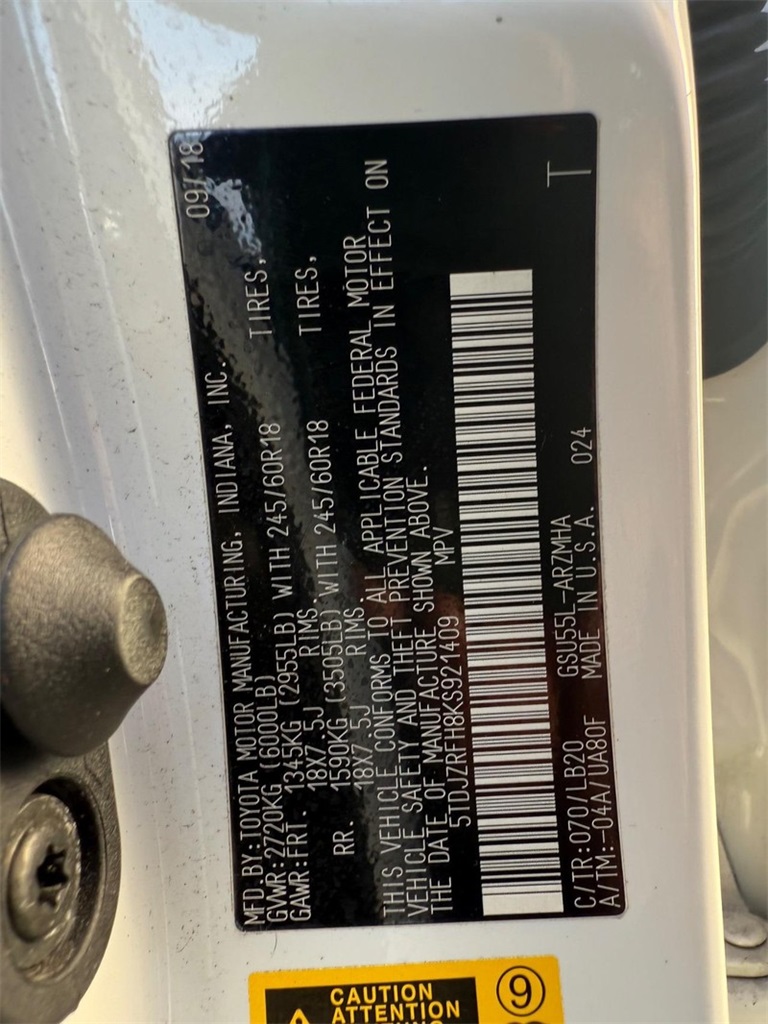 MFD.BY:TOYOTA MOTOR MANUFACTURING, INDIANA, INC. 09/18
GVWR:2720KG (6000LB)
GAWR:FRT. 1345KG (2955LB) WITH 245/60R18 TIRES,
18X7.5J RIMS.
RR. 1590KG (3505LB) WITH 245/60R18 TIRES,
18X7.5J RIMS.
THIS VEHICLE CONFORMS TO ALL APPLICABLE FEDERAL MOTOR
VEHICLE SAFETY AND THEFT PREVENTION STANDARDS IN EFFECT ON
THE DATE OF MANUFACTURE SHOWN ABOVE.
5TDJZRFH8KS921409 MPV
C/TR:070/LB20 GSU55L-ARZMHA
A/TM:-04A/UA80F MADE IN U.S.A. 024 T
CAUTION
ATTENTION
9